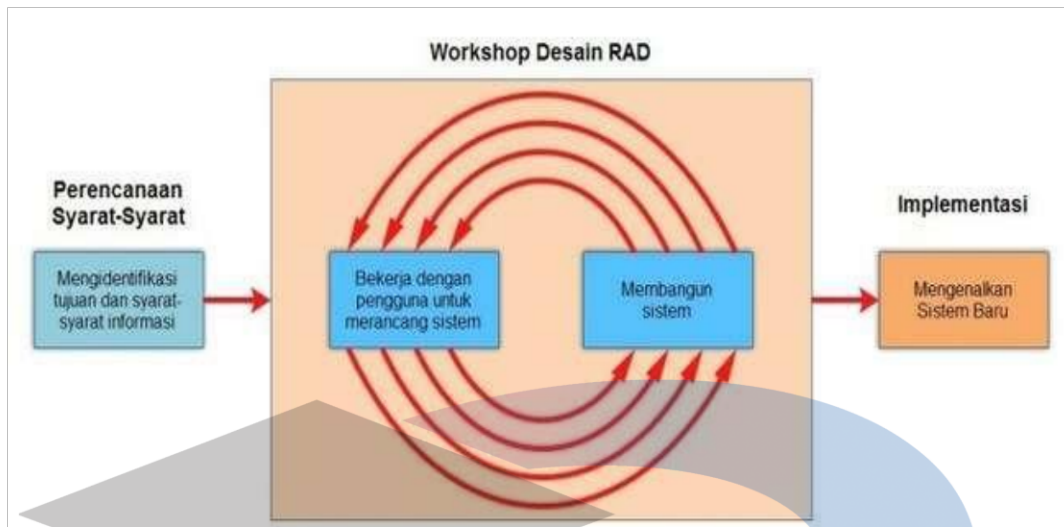 Workshop Desain RAD
Perencanaan
Syarat-Syarat
Mengidentifikasi
tujuan dan syarat-
syarat informasi
Bekerja dengan
pengguna untuk
merancang sistem
Membangun
sistem
Implementasi
Mengenalkan
Sistem Baru